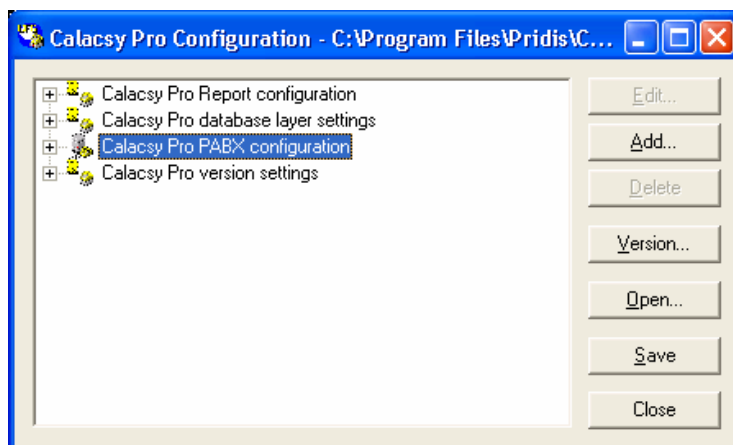 Calacsy Pro Configuration - C:\Program Files\Pridis\C...
Calacsy Pro Report configuration
Calacsy Pro database layer settings
Calacsy Pro PABX configuration
Calacsy Pro version settings
Edit...
Add...
Delete
Version...
Open...
Save
Close